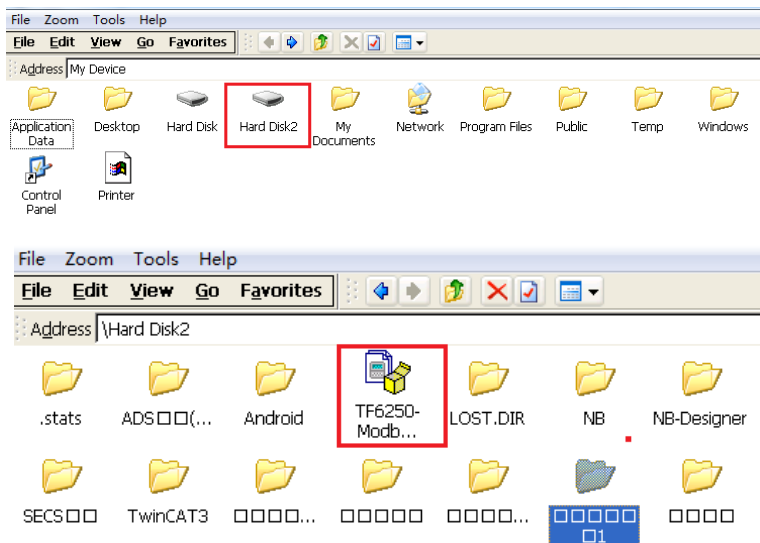 File Zoom Tools Help
File Edit View Go Favorites
Address My Device
Application Data Desktop Hard Disk Hard Disk2 My Documents Network Program Files Public Temp Windows
Control Panel Printer
File Zoom Tools Help
File Edit View Go Favorites
Address \Hard Disk2
.stats ADS□□(... Android TF6250-Modb... LOST.DIR NB NB-Designer
SECS□□ TwinCAT3 □□□□... □□□□□ □□□□... □□□□□□1 □□□□